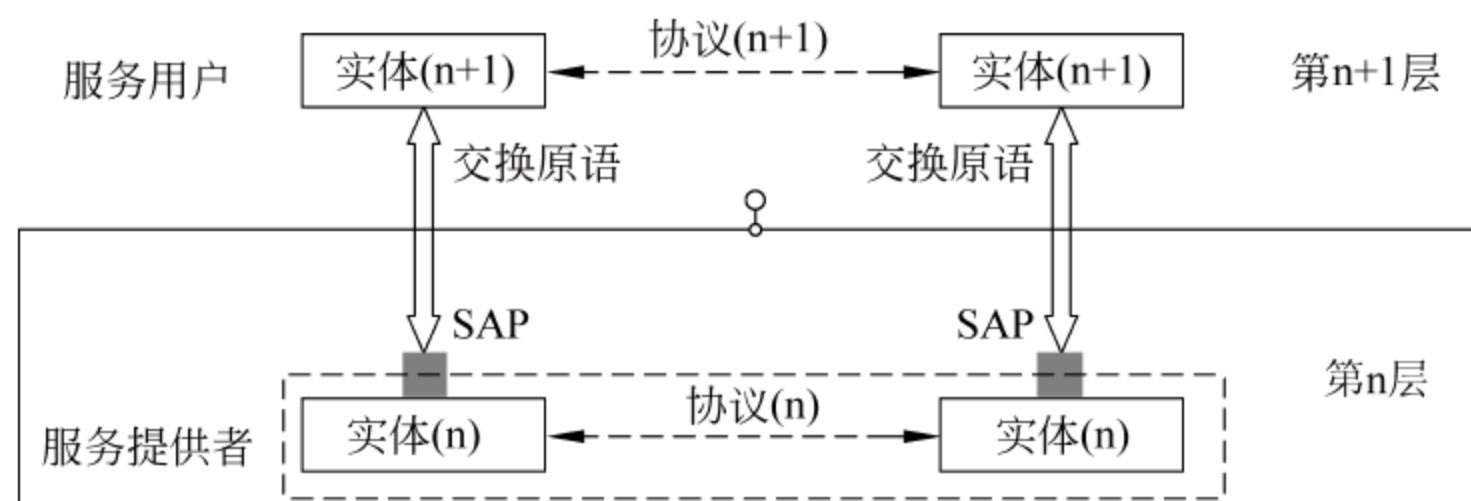 协议(n+1)
服务用户
实体(n+1)
实体(n+1)
第n+1层
交换原语
交换原语
SAP
SAP
第n层
协议(n)
服务提供者
实体(n)
实体(n)